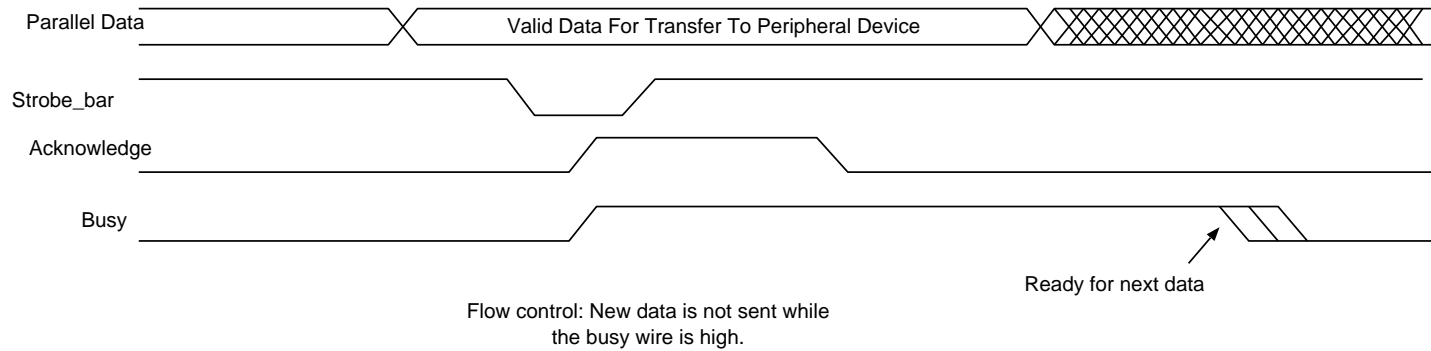 Parallel Data
Valid Data For Transfer To Peripheral Device
Strobe_bar
Acknowledge
Busy
Ready for next data
Flow control: New data is not sent while
the busy wire is high.